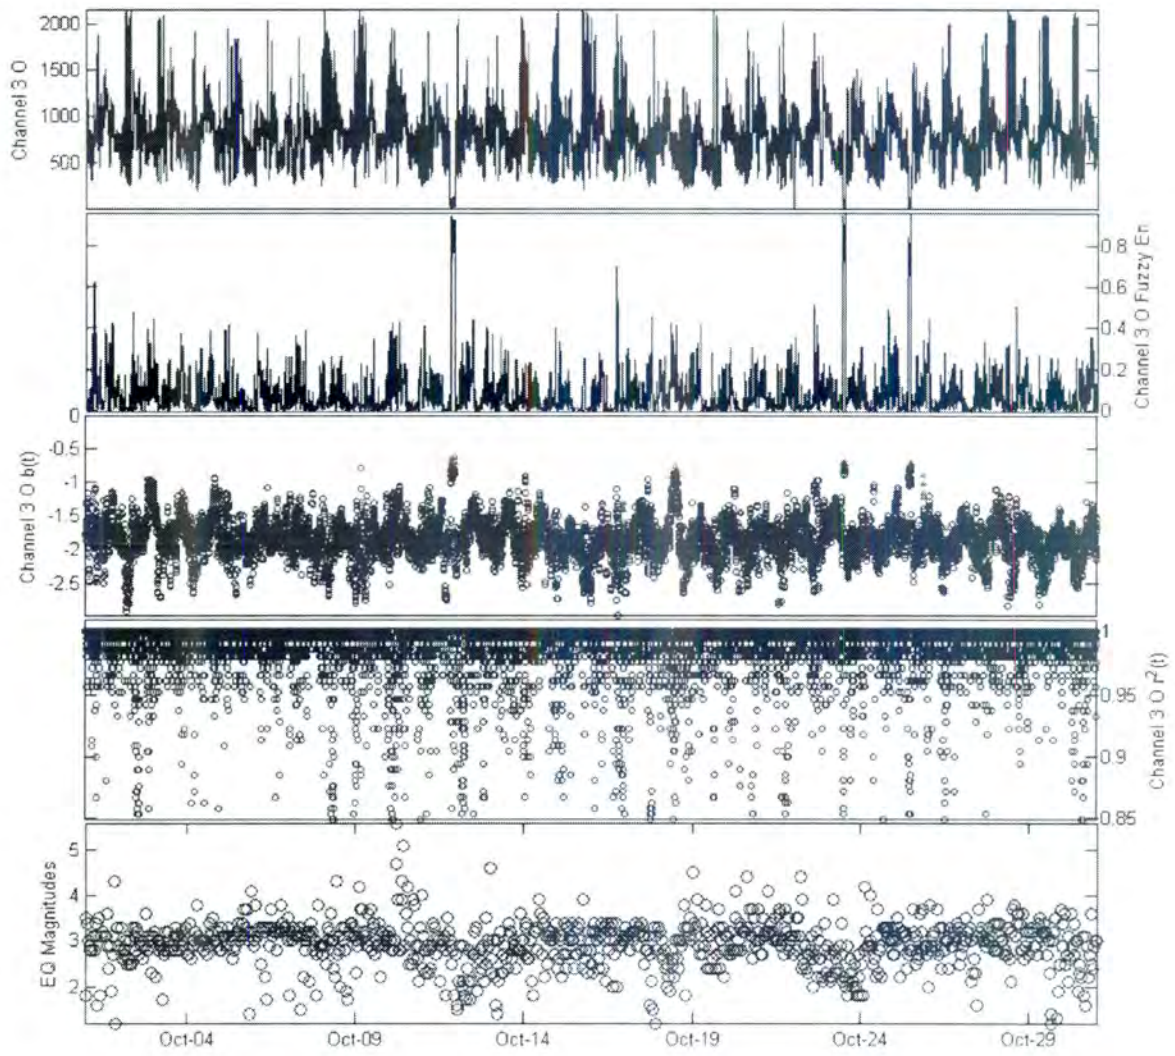 2000
1500
1000
500
Channel 3 O
0.8
0.6
0.4
0.2
0
Channel 3 O Fuzzy En
0
-0.5
-1
-1.5
-2
-2.5
Channel 3 O b(t)
1
0.95
0.9
0.85
Channel 3 O r²(t)
5
4
3
2
EQ Magnitudes
Oct-04
Oct-09
Oct-14
Oct-19
Oct-24
Oct-29